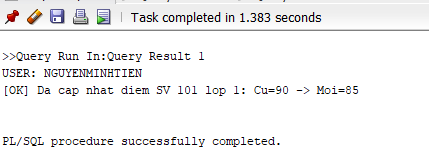 Task completed in 1.383 seconds
>>Query Run In:Query Result 1
USER: NGUYENMINHTIEN
[OK] Da cap nhat diem SV 101 lop 1: Cu=90 -> Moi=85
PL/SQL procedure successfully completed.